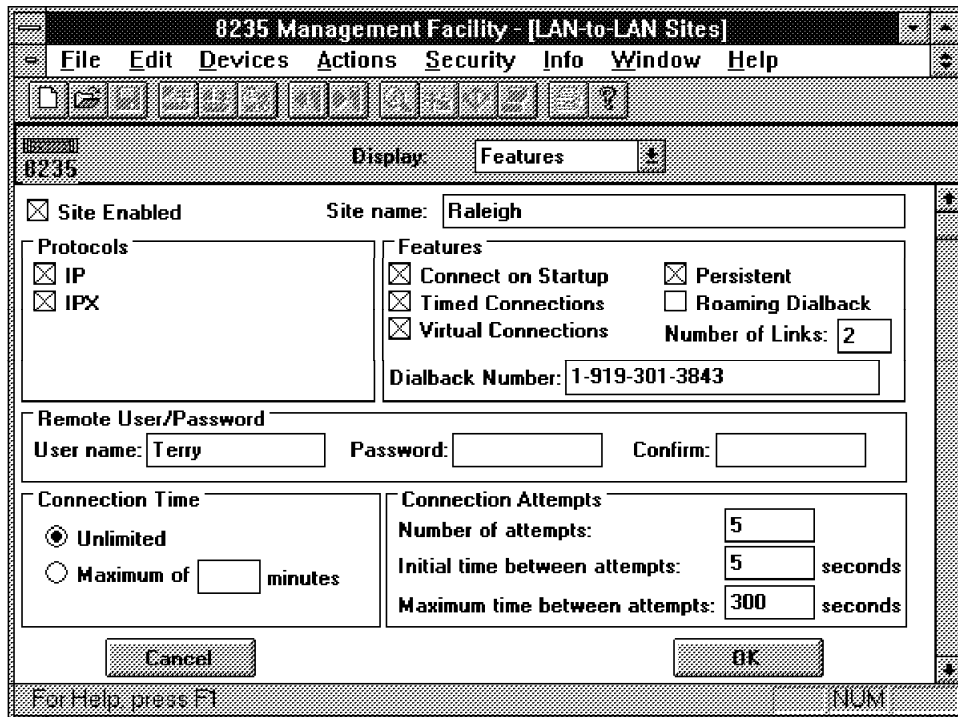 8235 Management Facility - [LAN-to-LAN Sites]
File Edit Devices Actions Security Info Window Help
8235
Display: Features
Site Enabled
Site name: Raleigh
Protocols
IP
IPX
Features
Connect on Startup
Persistent
Timed Connections
Roaming Dialback
Virtual Connections
Number of Links: 2
Dialback Number: 1-919-301-3843
Remote User/Password
User name: Terry Password: Confirm:
Connection Time
Unlimited
Maximum of minutes
Connection Attempts
Number of attempts: 5
Initial time between attempts: 5 seconds
Maximum time between attempts: 300 seconds
Cancel OK
For Help, press F1 NUM